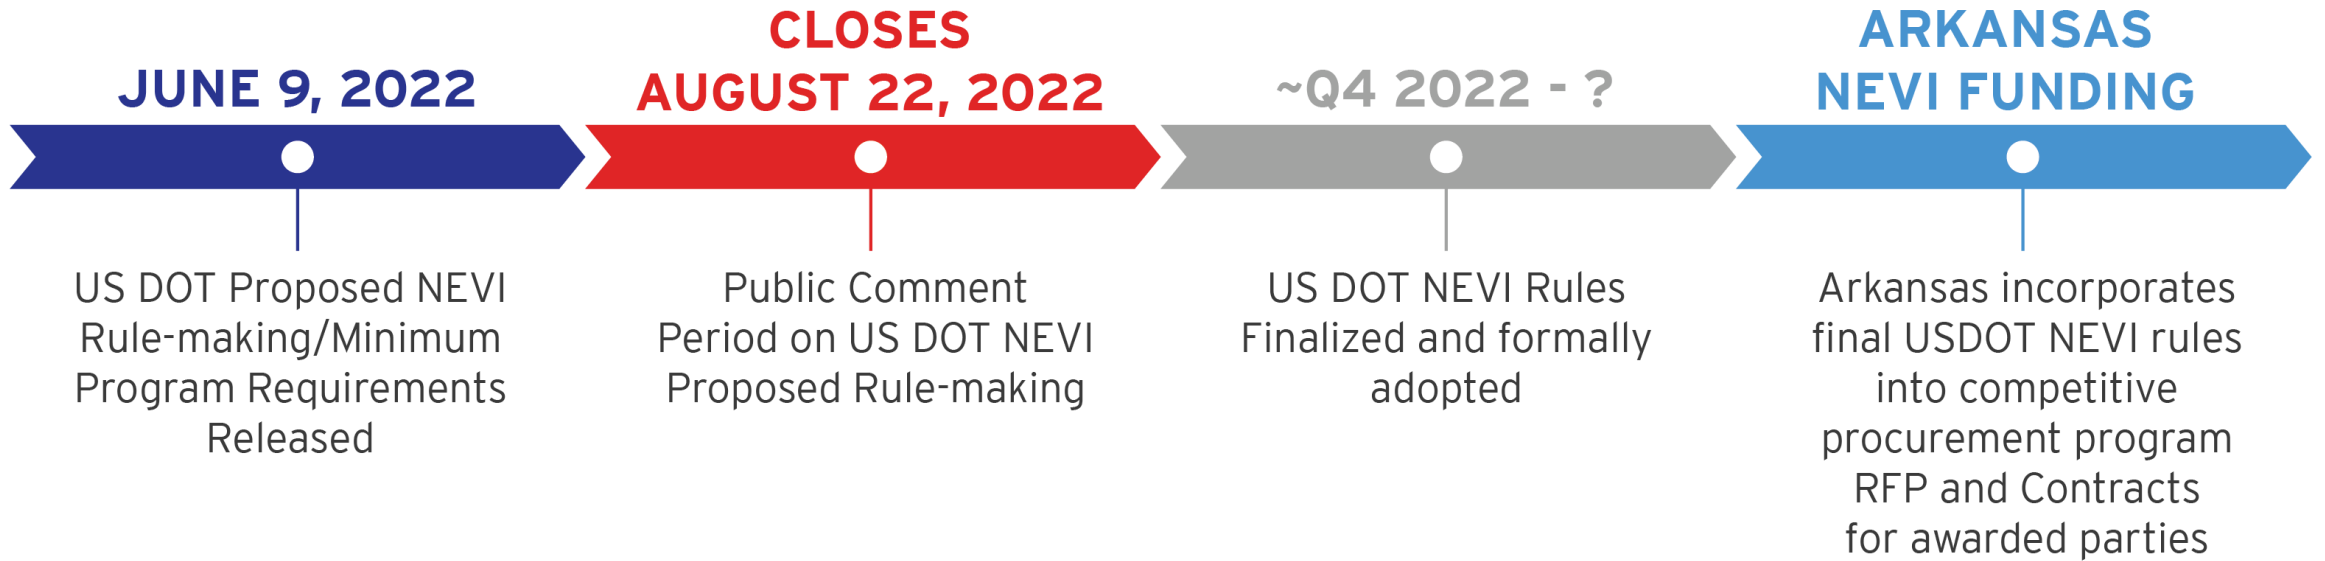 JUNE 9, 2022
US DOT Proposed NEVI
Rule-making/Minimum
Program Requirements
Released
CLOSES
AUGUST 22, 2022
Public Comment
Period on US DOT NEVI
Proposed Rule-making
~Q4 2022 - ?
US DOT NEVI Rules
Finalized and formally
adopted
ARKANSAS
NEVI FUNDING
Arkansas incorporates
final USDOT NEVI rules
into competitive
procurement program
RFP and Contracts
for awarded parties